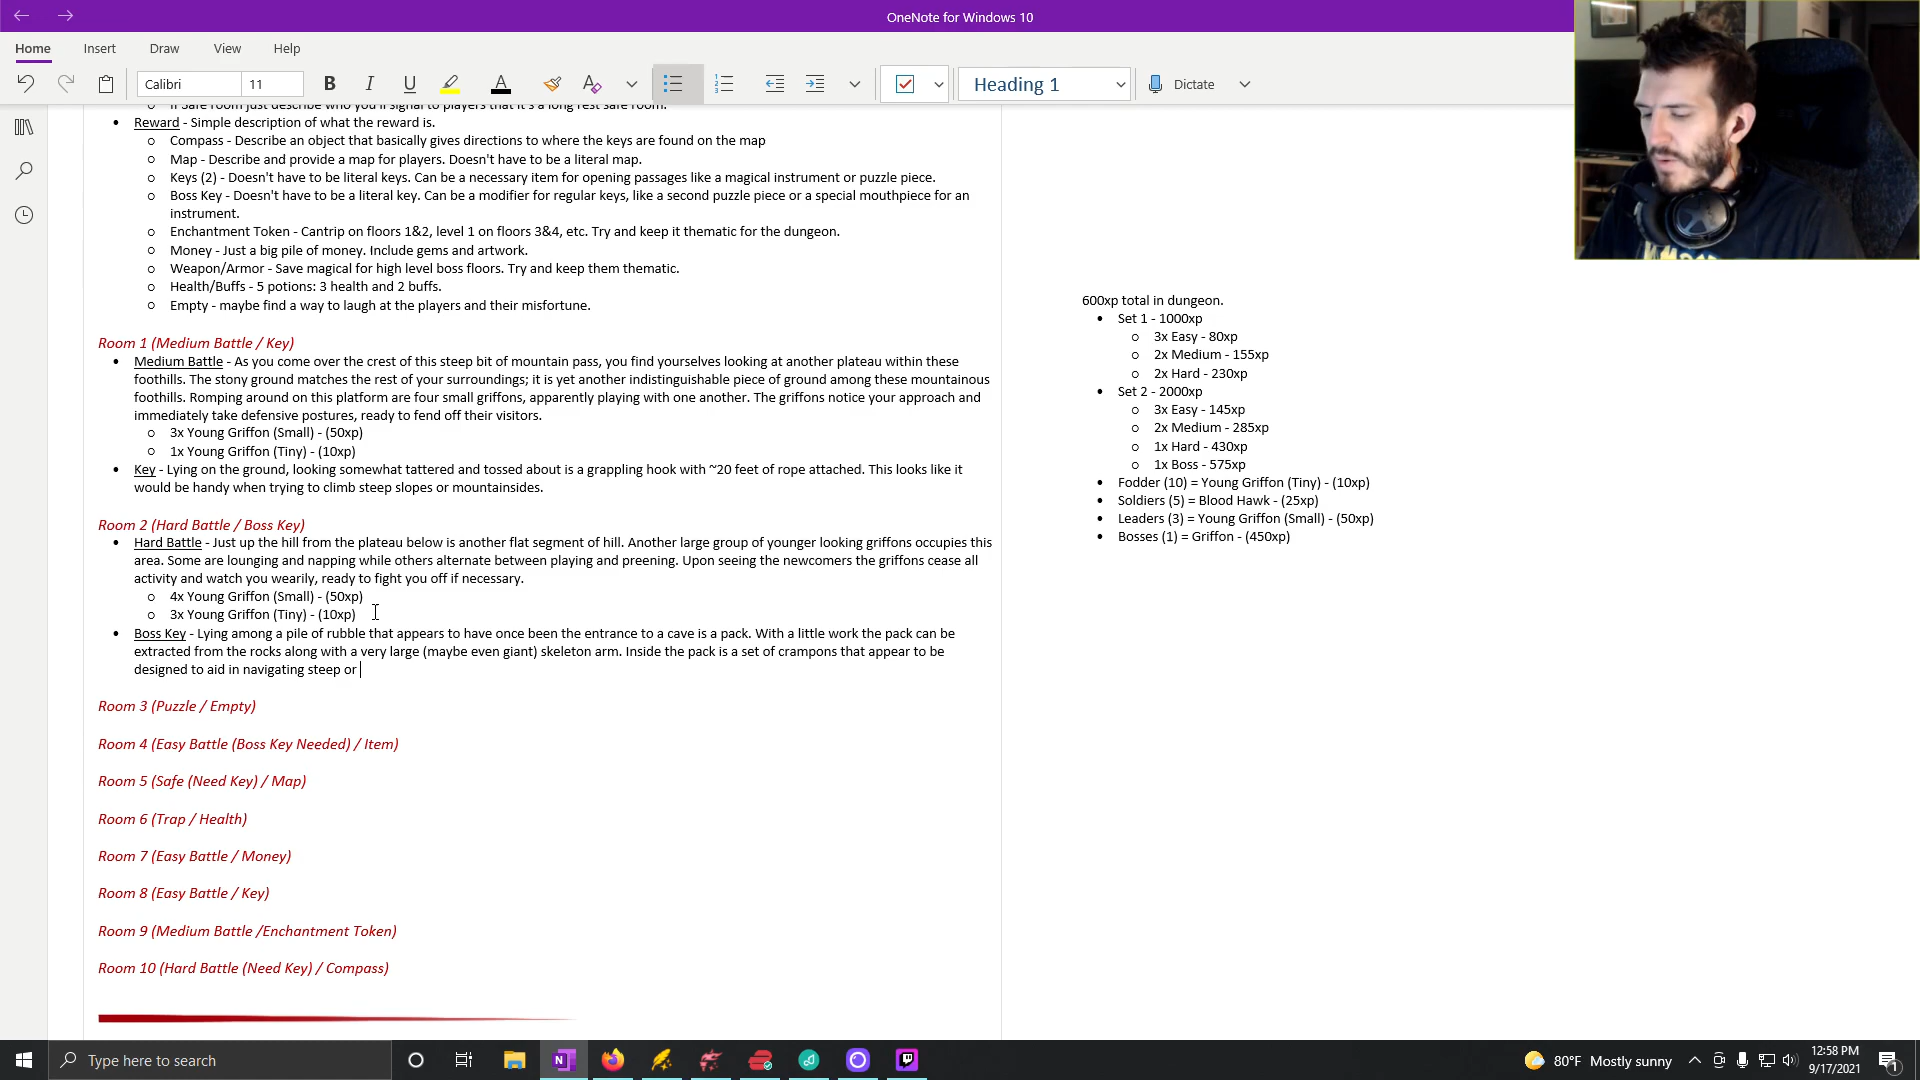 OneNote for Windows 10
Home Insert Draw View Help
Calibri 11 B I U A A Heading 1 Dictate
If Safe room just describe who you'll signal to players that it's a long rest safe room.
Reward - Simple description of what the reward is.
Compass - Describe an object that basically gives directions to where the keys are found on the map
Map - Describe and provide a map for players. Doesn't have to be a literal map.
Keys (2) - Doesn't have to be literal keys. Can be a necessary item for opening passages like a magical instrument or puzzle piece.
Boss Key - Doesn't have to be a literal key. Can be a modifier for regular keys, like a second puzzle piece or a special mouthpiece for an
instrument.
Enchantment Token - Cantrip on floors 1&2, level 1 on floors 3&4, etc. Try and keep it thematic for the dungeon.
Money - Just a big pile of money. Include gems and artwork.
Weapon/Armor - Save magical for high level boss floors. Try and keep them thematic.
Health/Buffs - 5 potions: 3 health and 2 buffs.
Empty - maybe find a way to laugh at the players and their misfortune.
Room 1 (Medium Battle / Key)
Medium Battle - As you come over the crest of this steep bit of mountain pass, you find yourselves looking at another plateau within these
foothills. The stony ground matches the rest of your surroundings; it is yet another indistinguishable piece of ground among these mountainous
foothills. Romping around on this platform are four small griffons, apparently playing with one another. The griffons notice your approach and
immediately take defensive postures, ready to fend off their visitors.
3x Young Griffon (Small) - (50xp)
1x Young Griffon (Tiny) - (10xp)
Key - Lying on the ground, looking somewhat tattered and tossed about is a grappling hook with ~20 feet of rope attached. This looks like it
would be handy when trying to climb steep slopes or mountainsides.
Room 2 (Hard Battle / Boss Key)
Hard Battle - Just up the hill from the plateau below is another flat segment of hill. Another large group of younger looking griffons occupies this
area. Some are lounging and napping while others alternate between playing and preening. Upon seeing the newcomers the griffons cease all
activity and watch you wearily, ready to fight you off if necessary.
4x Young Griffon (Small) - (50xp)
3x Young Griffon (Tiny) - (10xp)
Boss Key - Lying among a pile of rubble that appears to have once been the entrance to a cave is a pack. With a little work the pack can be
extracted from the rocks along with a very large (maybe even giant) skeleton arm. Inside the pack is a set of crampons that appear to be
designed to aid in navigating steep or
Room 3 (Puzzle / Empty)
Room 4 (Easy Battle (Boss Key Needed) / Item)
Room 5 (Safe (Need Key) / Map)
Room 6 (Trap / Health)
Room 7 (Easy Battle / Money)
Room 8 (Easy Battle / Key)
Room 9 (Medium Battle /Enchantment Token)
Room 10 (Hard Battle (Need Key) / Compass)
600xp total in dungeon.
Set 1 - 1000xp
3x Easy - 80xp
2x Medium - 155xp
2x Hard - 230xp
Set 2 - 2000xp
3x Easy - 145xp
2x Medium - 285xp
1x Hard - 430xp
1x Boss - 575xp
Fodder (10) = Young Griffon (Tiny) - (10xp)
Soldiers (5) = Blood Hawk - (25xp)
Leaders (3) = Young Griffon (Small) - (50xp)
Bosses (1) = Griffon - (450xp)
Type here to search
80°F Mostly sunny
12:58 PM
9/17/2021
1